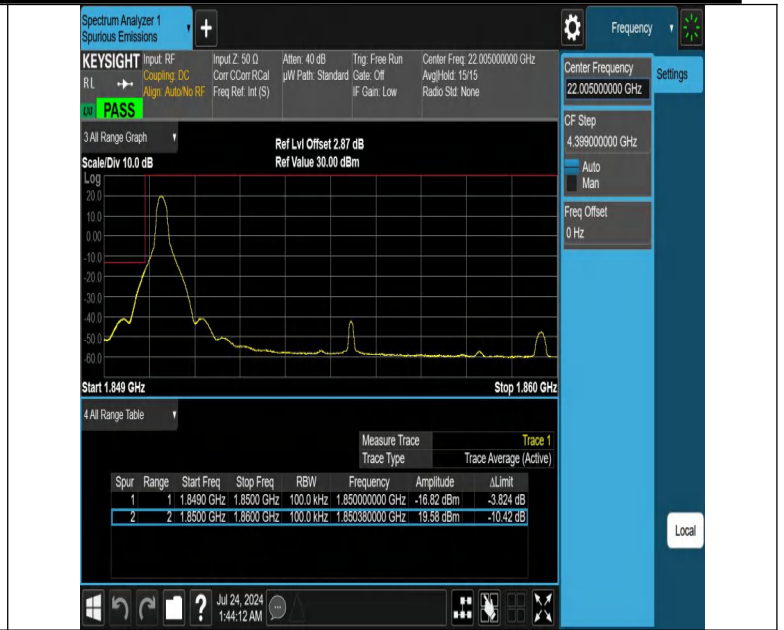 Spectrum Analyzer 1
Spurious Emissions
+
Frequency
KEYSIGHT
RL
PASS
Input: RF
Coupling: DC
Align: Auto/No RF
Input Z: 50 Ω
Corr CCorr RCal
Freq Ref: Int (S)
Atten: 40 dB
µW Path: Standard
Trig: Free Run
Gate: Off
IF Gain: Low
Center Freq: 22.005000000 GHz
Avg|Hold: 15/15
Radio Std: None
Center Frequency
22.005000000 GHz
Settings
CF Step
4.399000000 GHz
Auto
Man
Freq Offset
0 Hz
3 All Range Graph
Scale/Div 10.0 dB
Ref Lvl Offset 2.87 dB
Ref Value 30.00 dBm
Log
20.0
10.0
0.00
-10.0
-20.0
-30.0
-40.0
-50.0
-60.0
Start 1.849 GHz
Stop 1.860 GHz
4 All Range Table
Measure Trace Trace 1
Trace Type Trace Average (Active)
Spur Range Start Freq Stop Freq RBW Frequency Amplitude ΔLimit
1 1 1.8490 GHz 1.8500 GHz 100.0 kHz 1.850000000 GHz -16.82 dBm -3.824 dB
2 2 1.8500 GHz 1.8600 GHz 100.0 kHz 1.850380000 GHz 19.58 dBm -10.42 dB
Local
?
Jul 24, 2024
1:44:12 AM